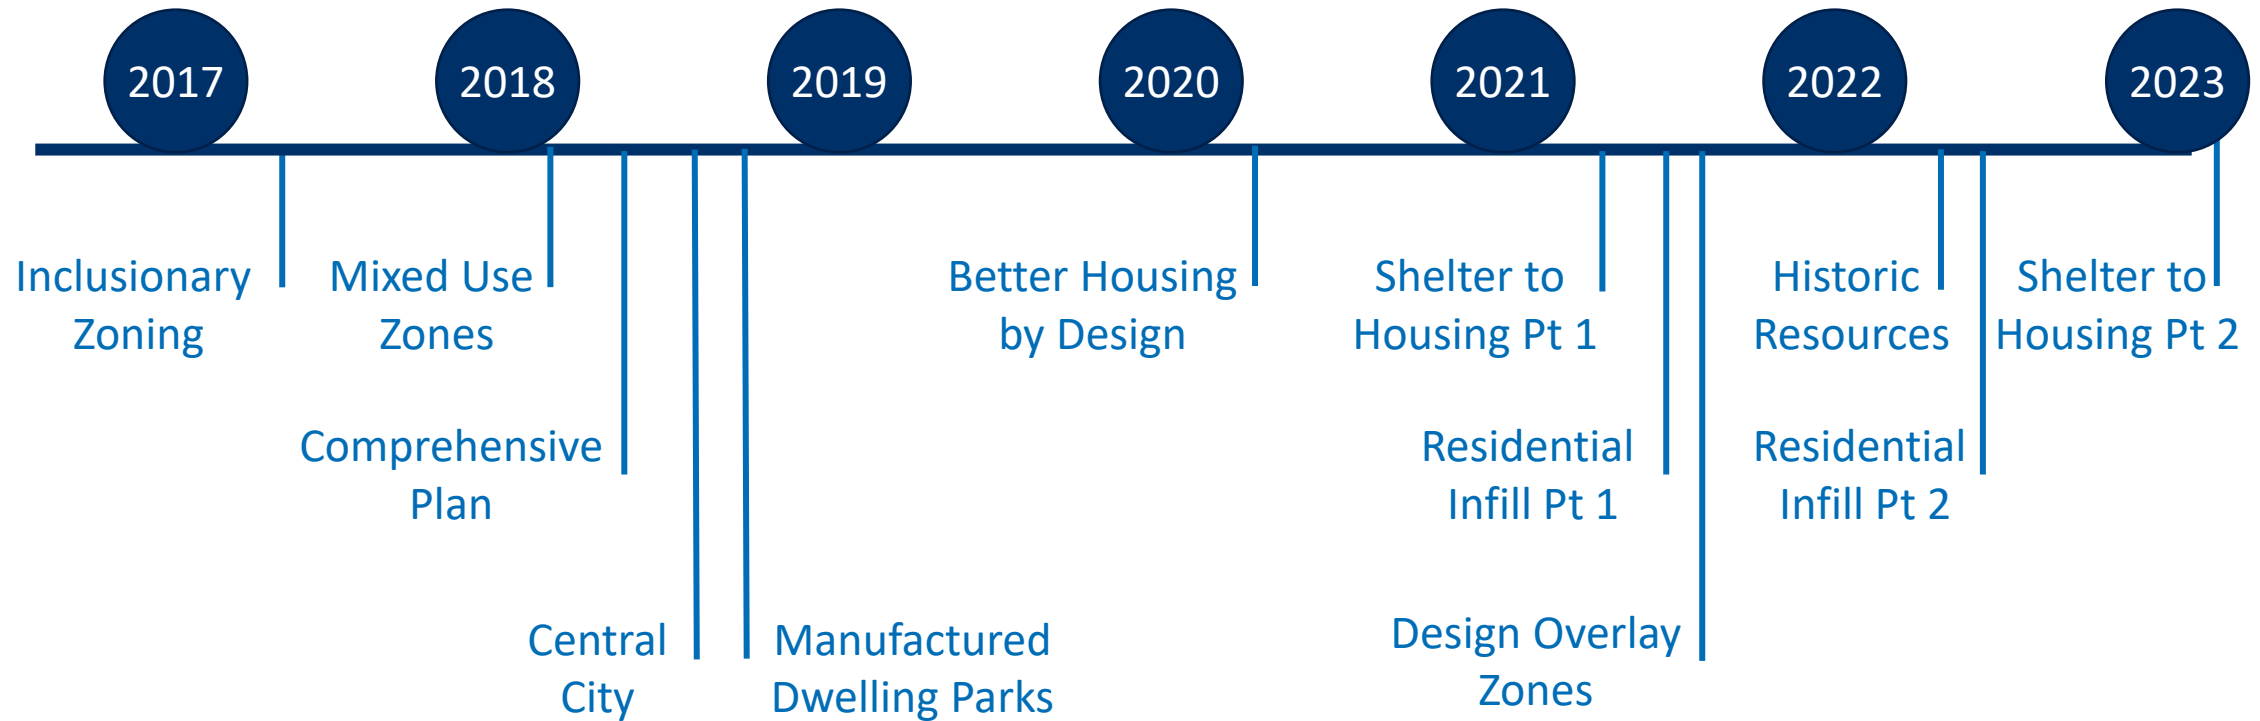 2017
2018
2019
2020
2021
2022
2023
Inclusionary
Zoning
Mixed Use
Zones
Comprehensive
Plan
Central
City
Manufactured
Dwelling Parks
Better Housing
by Design
Shelter to
Housing Pt 1
Residential
Infill Pt 1
Design Overlay
Zones
Historic
Resources
Residential
Infill Pt 2
Shelter to
Housing Pt 2